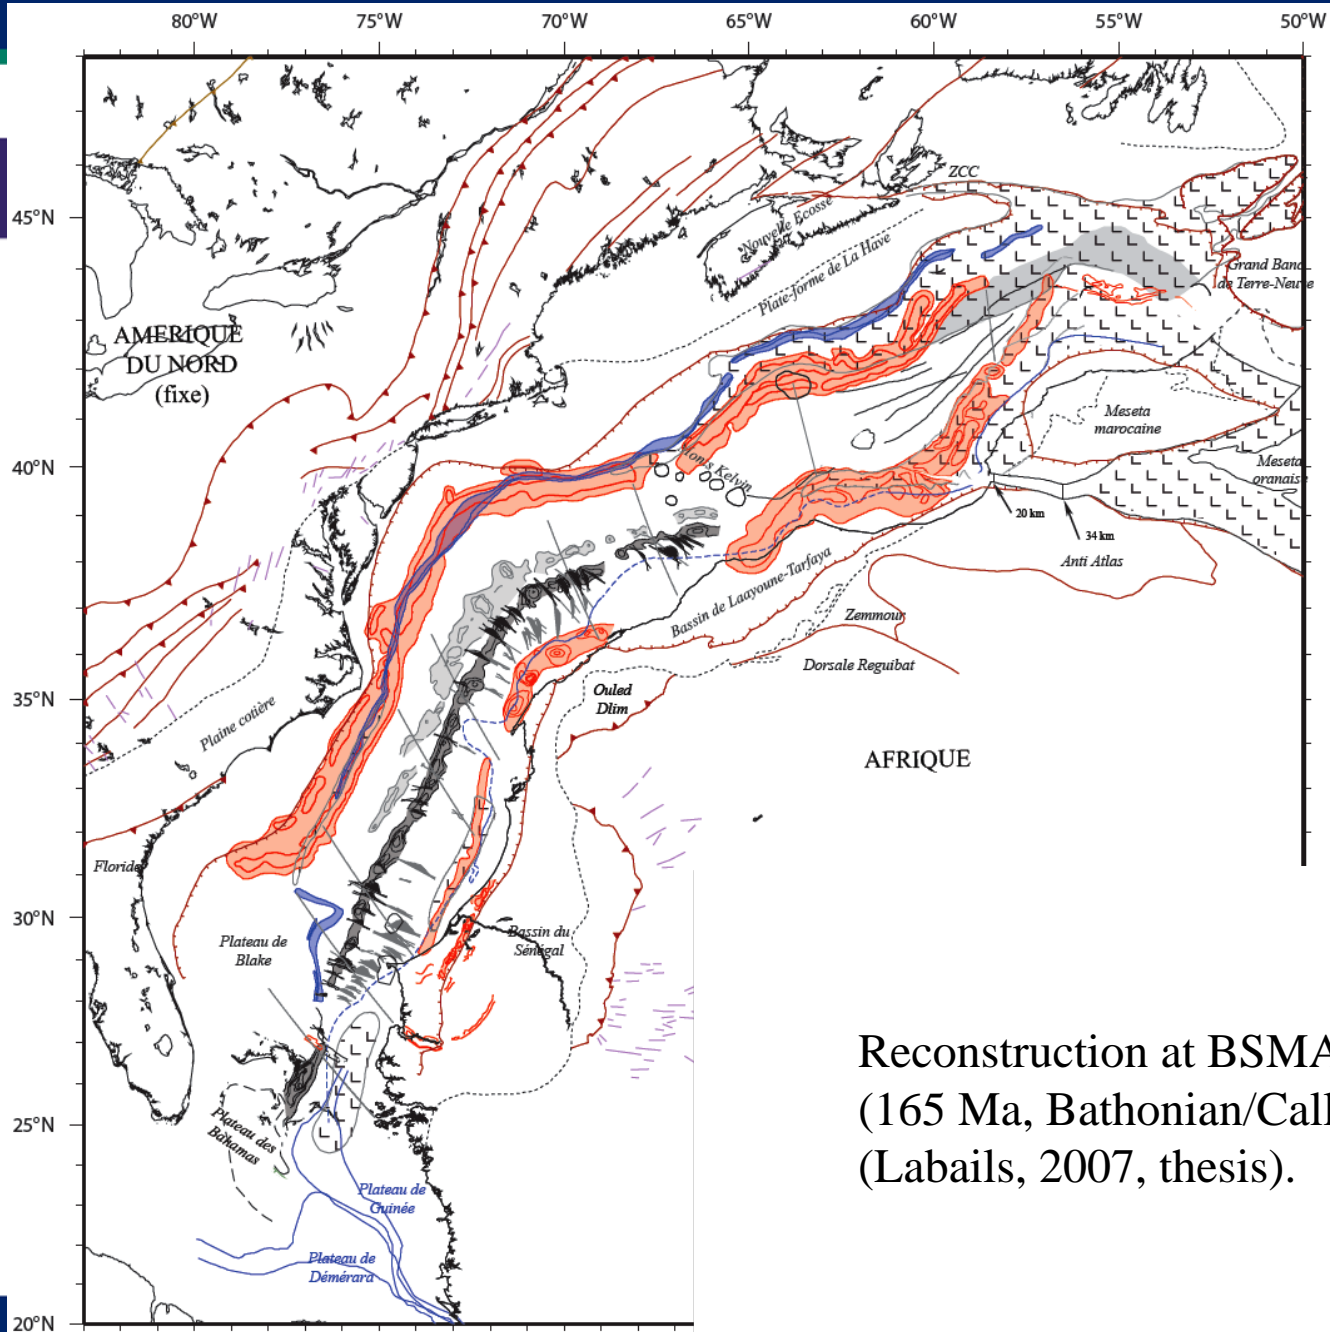 80°W 75°W 70°W 65°W 60°W 55°W 50°W
45°N
40°N
35°N
30°N
25°N
20°N
ZCC
Nouvelle Ecosse
Plate-forme de La Have
Grand Banc
de Terre-Neuve
AMERIQUE
DU NORD
(fixe)
Meseta
marocaine
Meseta
oranaise
Monts Kelvin
20 km
34 km
Anti Atlas
Bassin de Laayoune-Tarfaya
Zemmour
Dorsale Reguibat
Ouled
Dlim
Plaine cotière
AFRIQUE
Floride
Plateau de
Blake
Bassin du
Sénegal
Plateau des
Bahamas
Plateau de
Guinée
Plateau de
Démérara
Reconstruction at BSMA
(165 Ma, Bathonian/Call
(Labails, 2007, thesis).